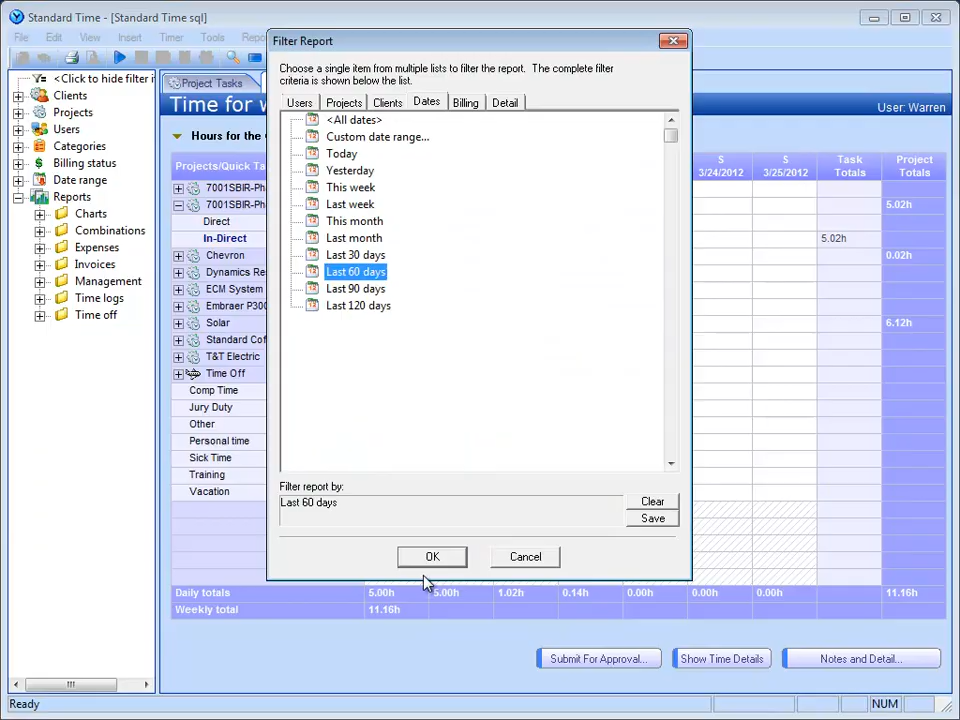 Standard Time - [Standard Time sql]
File Edit View Insert Timer Tools Repo
<Click to hide filter i
Clients
Projects
Users
Categories
Billing status
Date range
Reports
Charts
Combinations
Expenses
Invoices
Management
Time logs
Time off
Project Tasks
Time for w
User: Warren
Hours for the
Projects/Quick Ta
S
3/24/2012
S
3/25/2012
Task
Totals
Project
Totals
7001SBIR-Ph
7001SBIR-Pha
5.02h
Direct
In-Direct
5.02h
Chevron
0.02h
Dynamics Res
ECM System
Embraer P300
Solar
6.12h
Standard Cof
T&T Electric
Time Off
Comp Time
Jury Duty
Other
Personal time
Sick Time
Training
Vacation
Daily totals 5.00h 5.00h 1.02h 0.14h 0.00h 0.00h 0.00h 11.16h
Weekly total 11.16h
Submit For Approval...
Show Time Details
Notes and Detail...
Filter Report
Choose a single item from multiple lists to filter the report. The complete filter
criteria is shown below the list.
Users Projects Clients Dates Billing Detail
<All dates>
Custom date range...
Today
Yesterday
This week
Last week
This month
Last month
Last 30 days
Last 60 days
Last 90 days
Last 120 days
Filter report by:
Last 60 days
Clear
Save
OK
Cancel
Ready
NUM